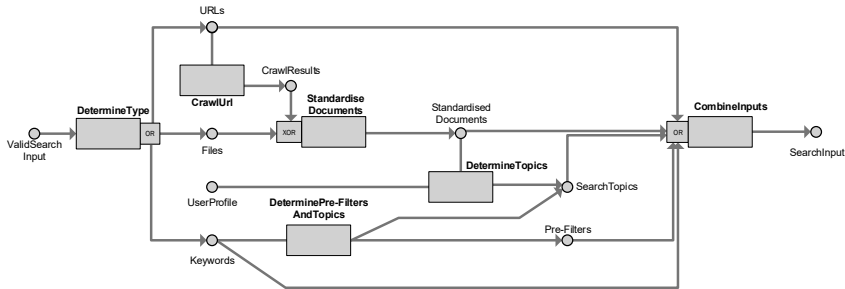 URLs
CrawlResults
CrawlUrl
DetermineType
OR
ValidSearch
Input
Files
XOR
Standardise
Documents
Standardised
Documents
OR
CombineInputs
SearchInput
DetermineTopics
UserProfile
SearchTopics
DeterminePre-Filters
AndTopics
Keywords
Pre-Filters